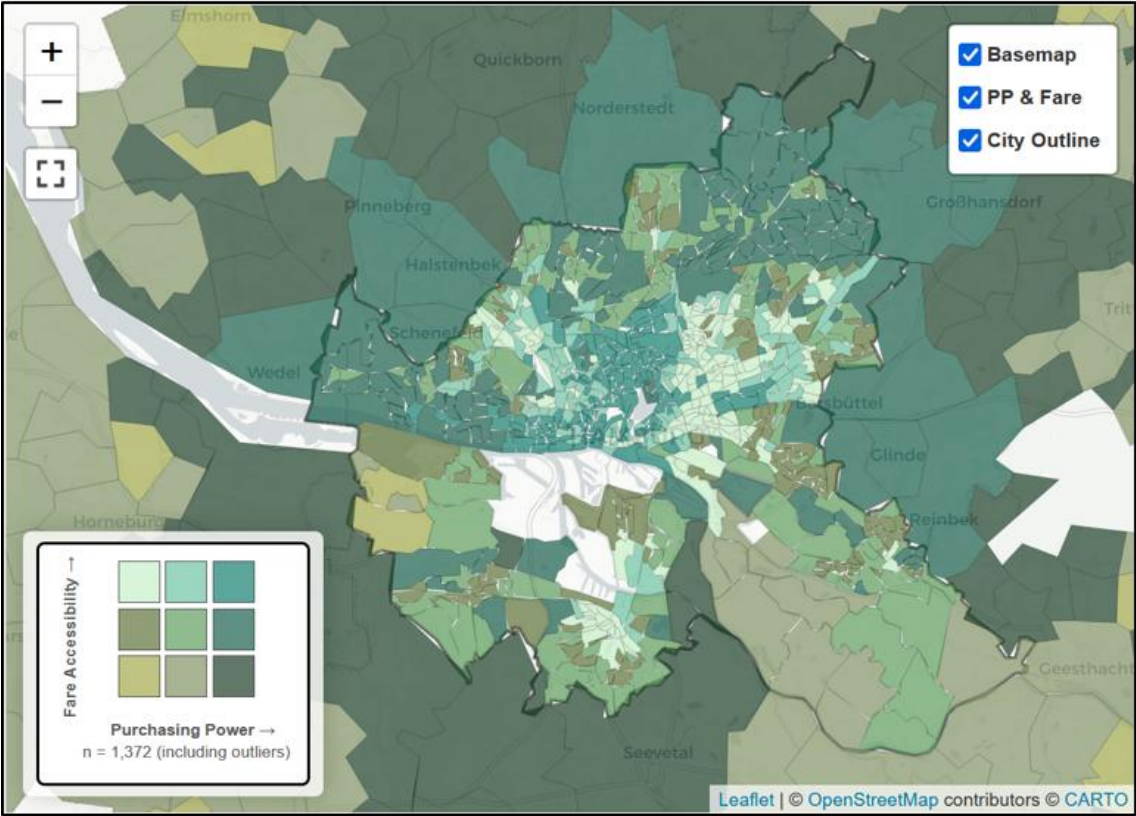 Elmshorn
+
−
Quickborn
Norderstedt
Basemap
PP & Fare
City Outline
Pinneberg
Großhansdorf
Halstenbek
Tritt
Schenefeld
Wedel
Glinde
Horneburg
Reinbek
Geesthacht
Seevetal
Fare Accessibility →
Purchasing Power →
n = 1,372 (including outliers)
Leaflet | © OpenStreetMap contributors © CARTO